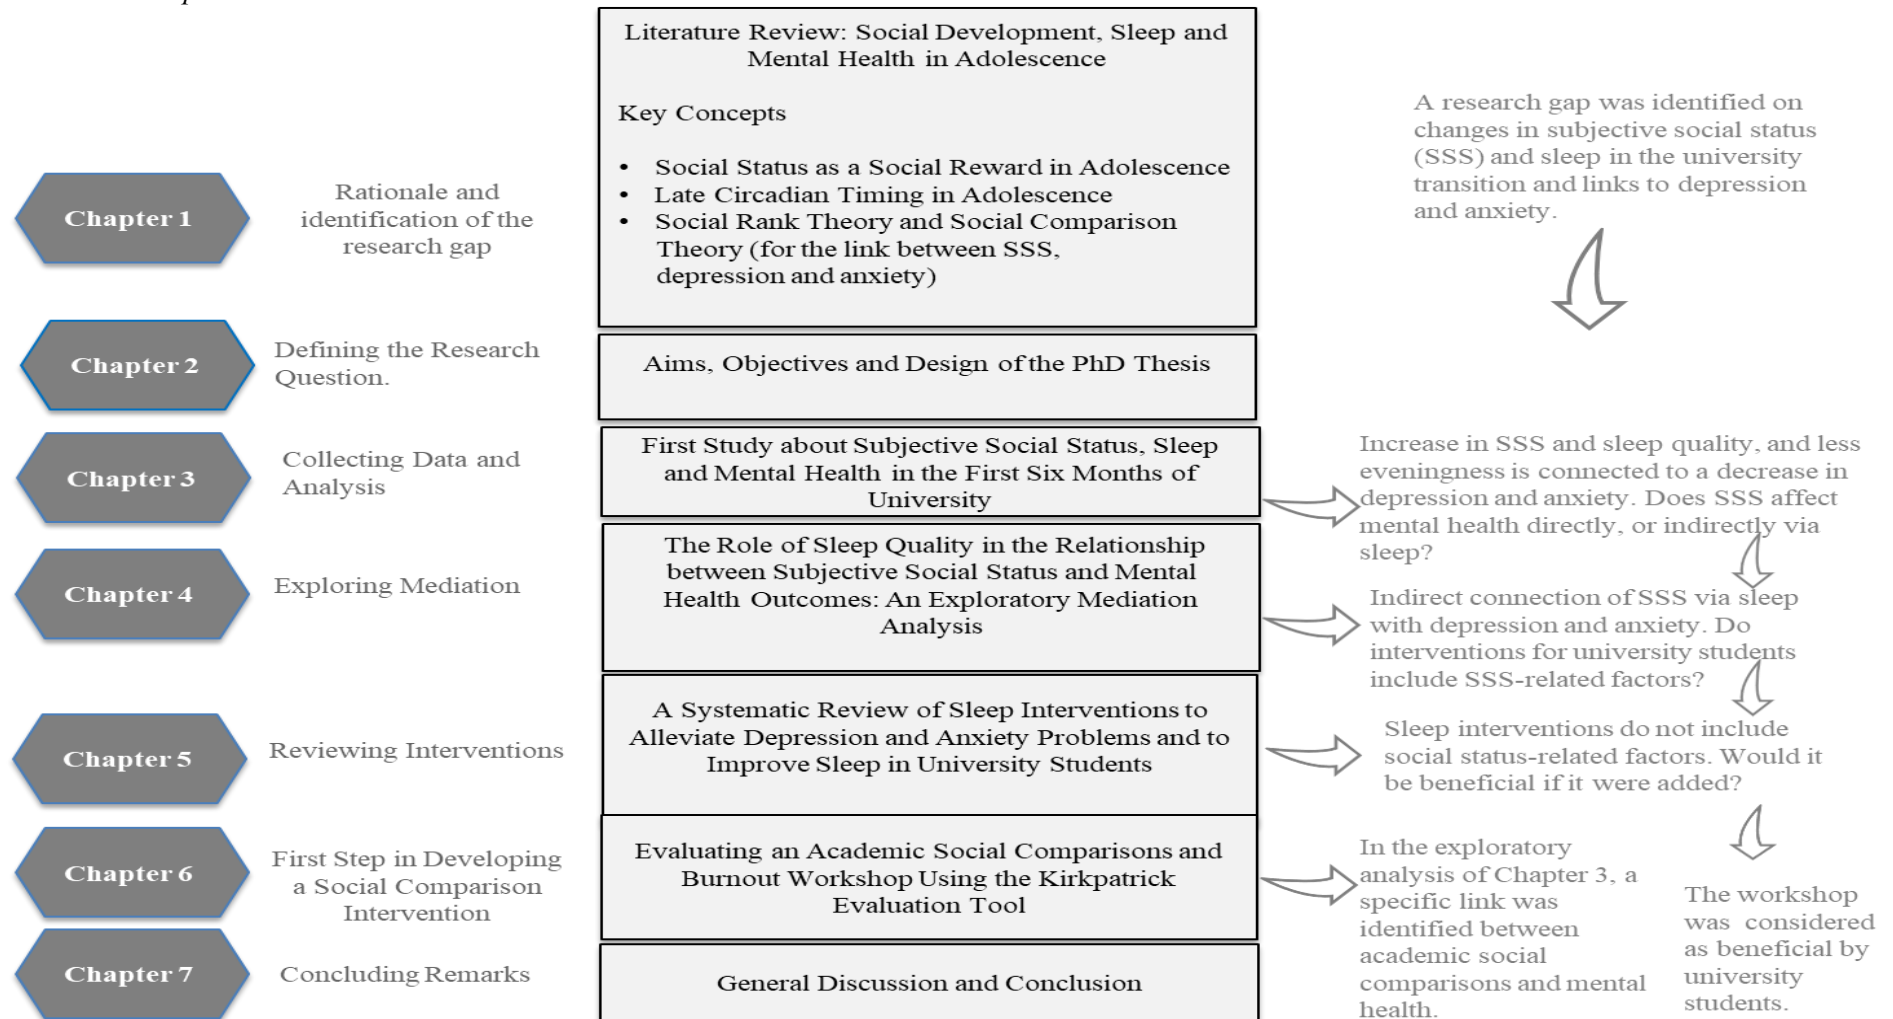 Literature Review: Social Development, Sleep and
Mental Health in Adolescence
Key Concepts
• Social Status as a Social Reward in Adolescence
• Late Circadian Timing in Adolescence
• Social Rank Theory and Social Comparison
Theory (for the link between SSS,
depression and anxiety)
Chapter 1
Rationale and
identification of the
research gap
A research gap was identified on
changes in subjective social status
(SSS) and sleep in the university
transition and links to depression
and anxiety.
Chapter 2
Defining the Research
Question.
Aims, Objectives and Design of the PhD Thesis
Chapter 3
Collecting Data and
Analysis
First Study about Subjective Social Status, Sleep
and Mental Health in the First Six Months of
University
Increase in SSS and sleep quality, and less
eveningness is connected to a decrease in
depression and anxiety. Does SSS affect
mental health directly, or indirectly via
sleep?
Chapter 4
Exploring Mediation
The Role of Sleep Quality in the Relationship
between Subjective Social Status and Mental
Health Outcomes: An Exploratory Mediation
Analysis
Indirect connection of SSS via sleep
with depression and anxiety. Do
interventions for university students
include SSS-related factors?
Chapter 5
Reviewing Interventions
A Systematic Review of Sleep Interventions to
Alleviate Depression and Anxiety Problems and to
Improve Sleep in University Students
Sleep interventions do not include
social status-related factors. Would it
be beneficial if it were added?
Chapter 6
First Step in Developing
a Social Comparison
Intervention
Evaluating an Academic Social Comparisons and
Burnout Workshop Using the Kirkpatrick
Evaluation Tool
In the exploratory
analysis of Chapter 3, a
specific link was
identified between
academic social
comparisons and mental
health.
The workshop
was considered
as beneficial by
university
students.
Chapter 7
Concluding Remarks
General Discussion and Conclusion